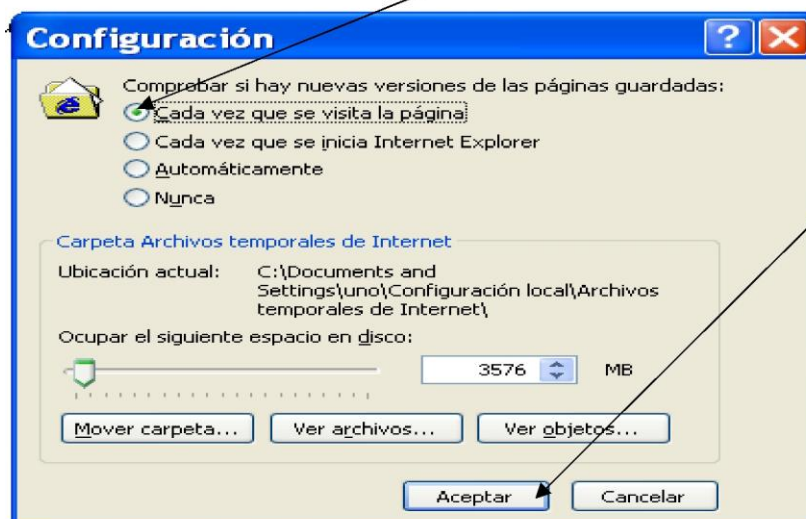 Configuración
Comprobar si hay nuevas versiones de las páginas guardadas:
Cada vez que se visita la página
Cada vez que se inicia Internet Explorer
Automáticamente
Nunca
Carpeta Archivos temporales de Internet
Ubicación actual: C:\Documents and
Settings\uno\Configuración local\Archivos
temporales de Internet\
Ocupar el siguiente espacio en disco:
3576 MB
Mover carpeta... Ver archivos... Ver objetos...
Aceptar Cancelar